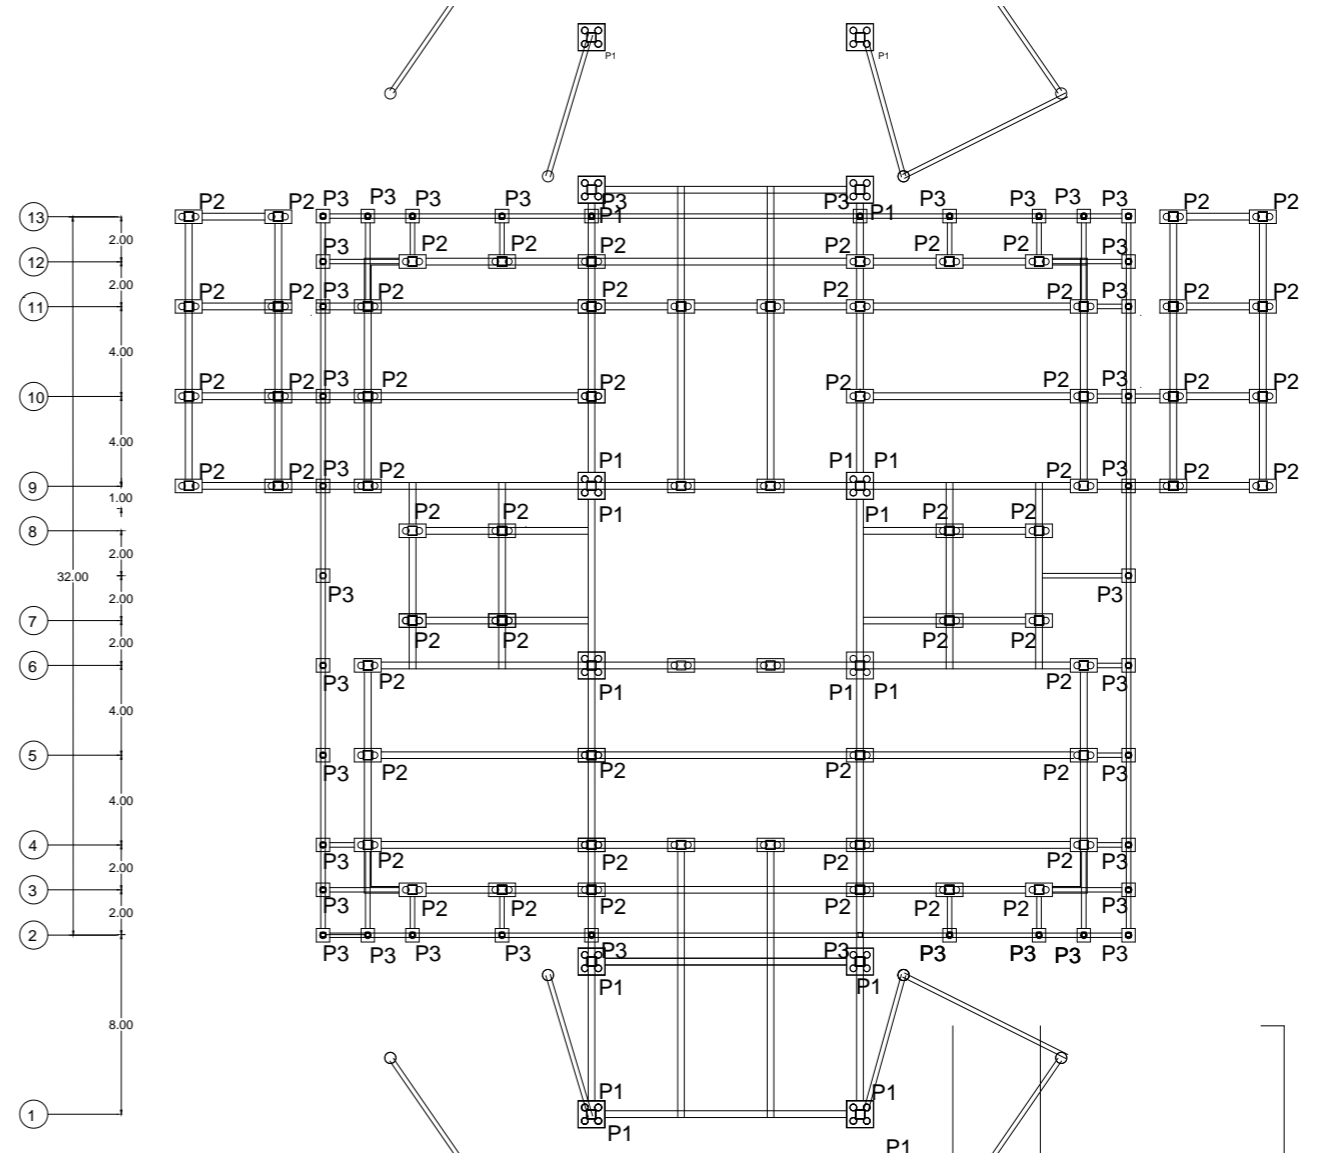 P1 P1
P2 P2 P3 P3 P3 P3 P3 P3 P3 P3 P3 P3 P2 P2
13 P1 P1
2.00 P2 P2 P2 P2 P2 P2
12 P3 P3
2.00
11 P2 P2 P3 P2 P2 P2 P2 P3 P2 P2
4.00
10 P2 P2 P3 P2 P2 P2 P2 P3 P2 P2
4.00
P1 P1 P1
9 P2 P2 P3 P2 P2 P3 P2 P2
1.00
P2 P2 P1 P1 P2 P2
8
2.00
32.00
2.00 P3 P3
7
2.00 P2 P2 P2 P2
6
P3 P2 P1 P1 P1 P2 P3
4.00
5
P3 P2 P2 P2 P2 P3
4.00
4
P3 P2 P2 P2 P2 P3
2.00
3
P3 P2 P2 P2 P2 P2 P2 P3
2.00
2
P3 P3 P3 P3 P3 P3 P3 P3 P3 P3
P1 P1
8.00
P1 P1
1
P1
P1